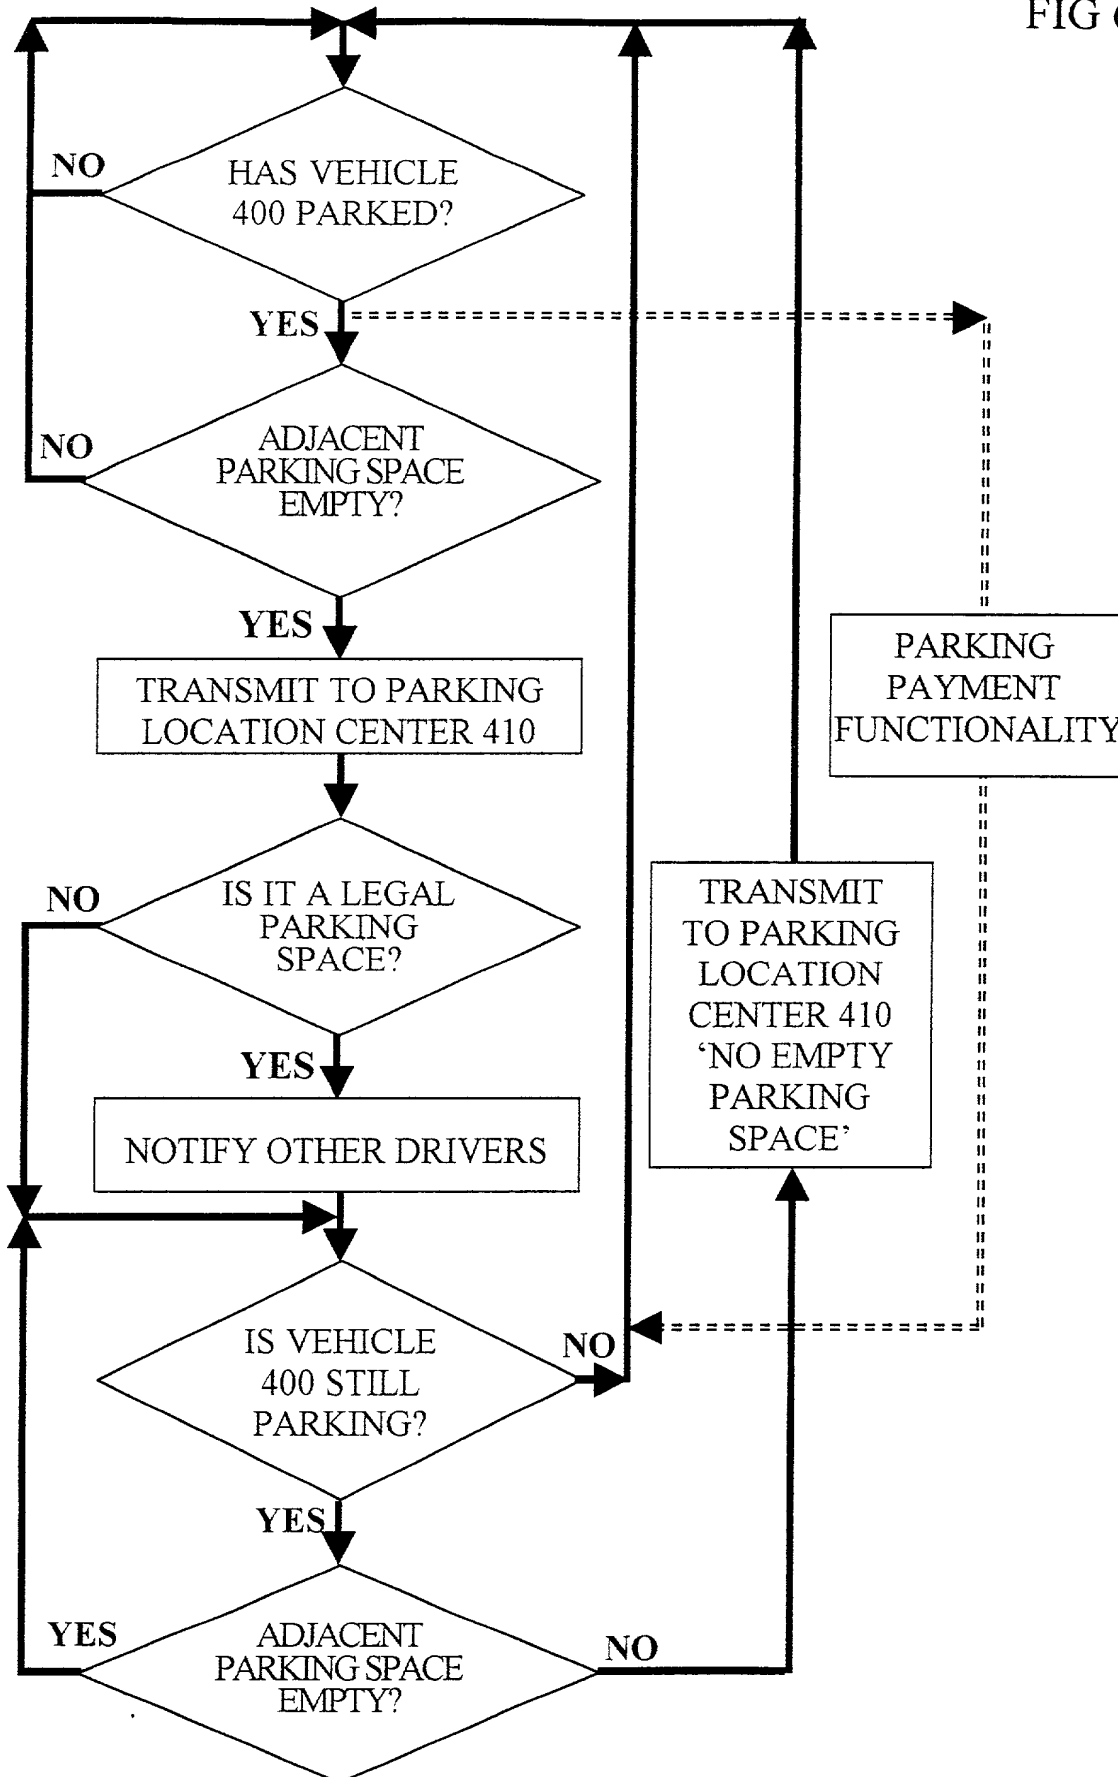 FIG 6
NO
HAS VEHICLE
400 PARKED?
YES
NO
ADJACENT
PARKING SPACE
EMPTY?
YES
TRANSMIT TO PARKING
LOCATION CENTER 410
PARKING
PAYMENT
FUNCTIONALITY
NO
IS IT A LEGAL
PARKING
SPACE?
TRANSMIT
TO PARKING
LOCATION
CENTER 410
‘NO EMPTY
PARKING
SPACE’
YES
NOTIFY OTHER DRIVERS
IS VEHICLE
400 STILL
PARKING?
NO
YES
YES
ADJACENT
PARKING SPACE
EMPTY?
NO